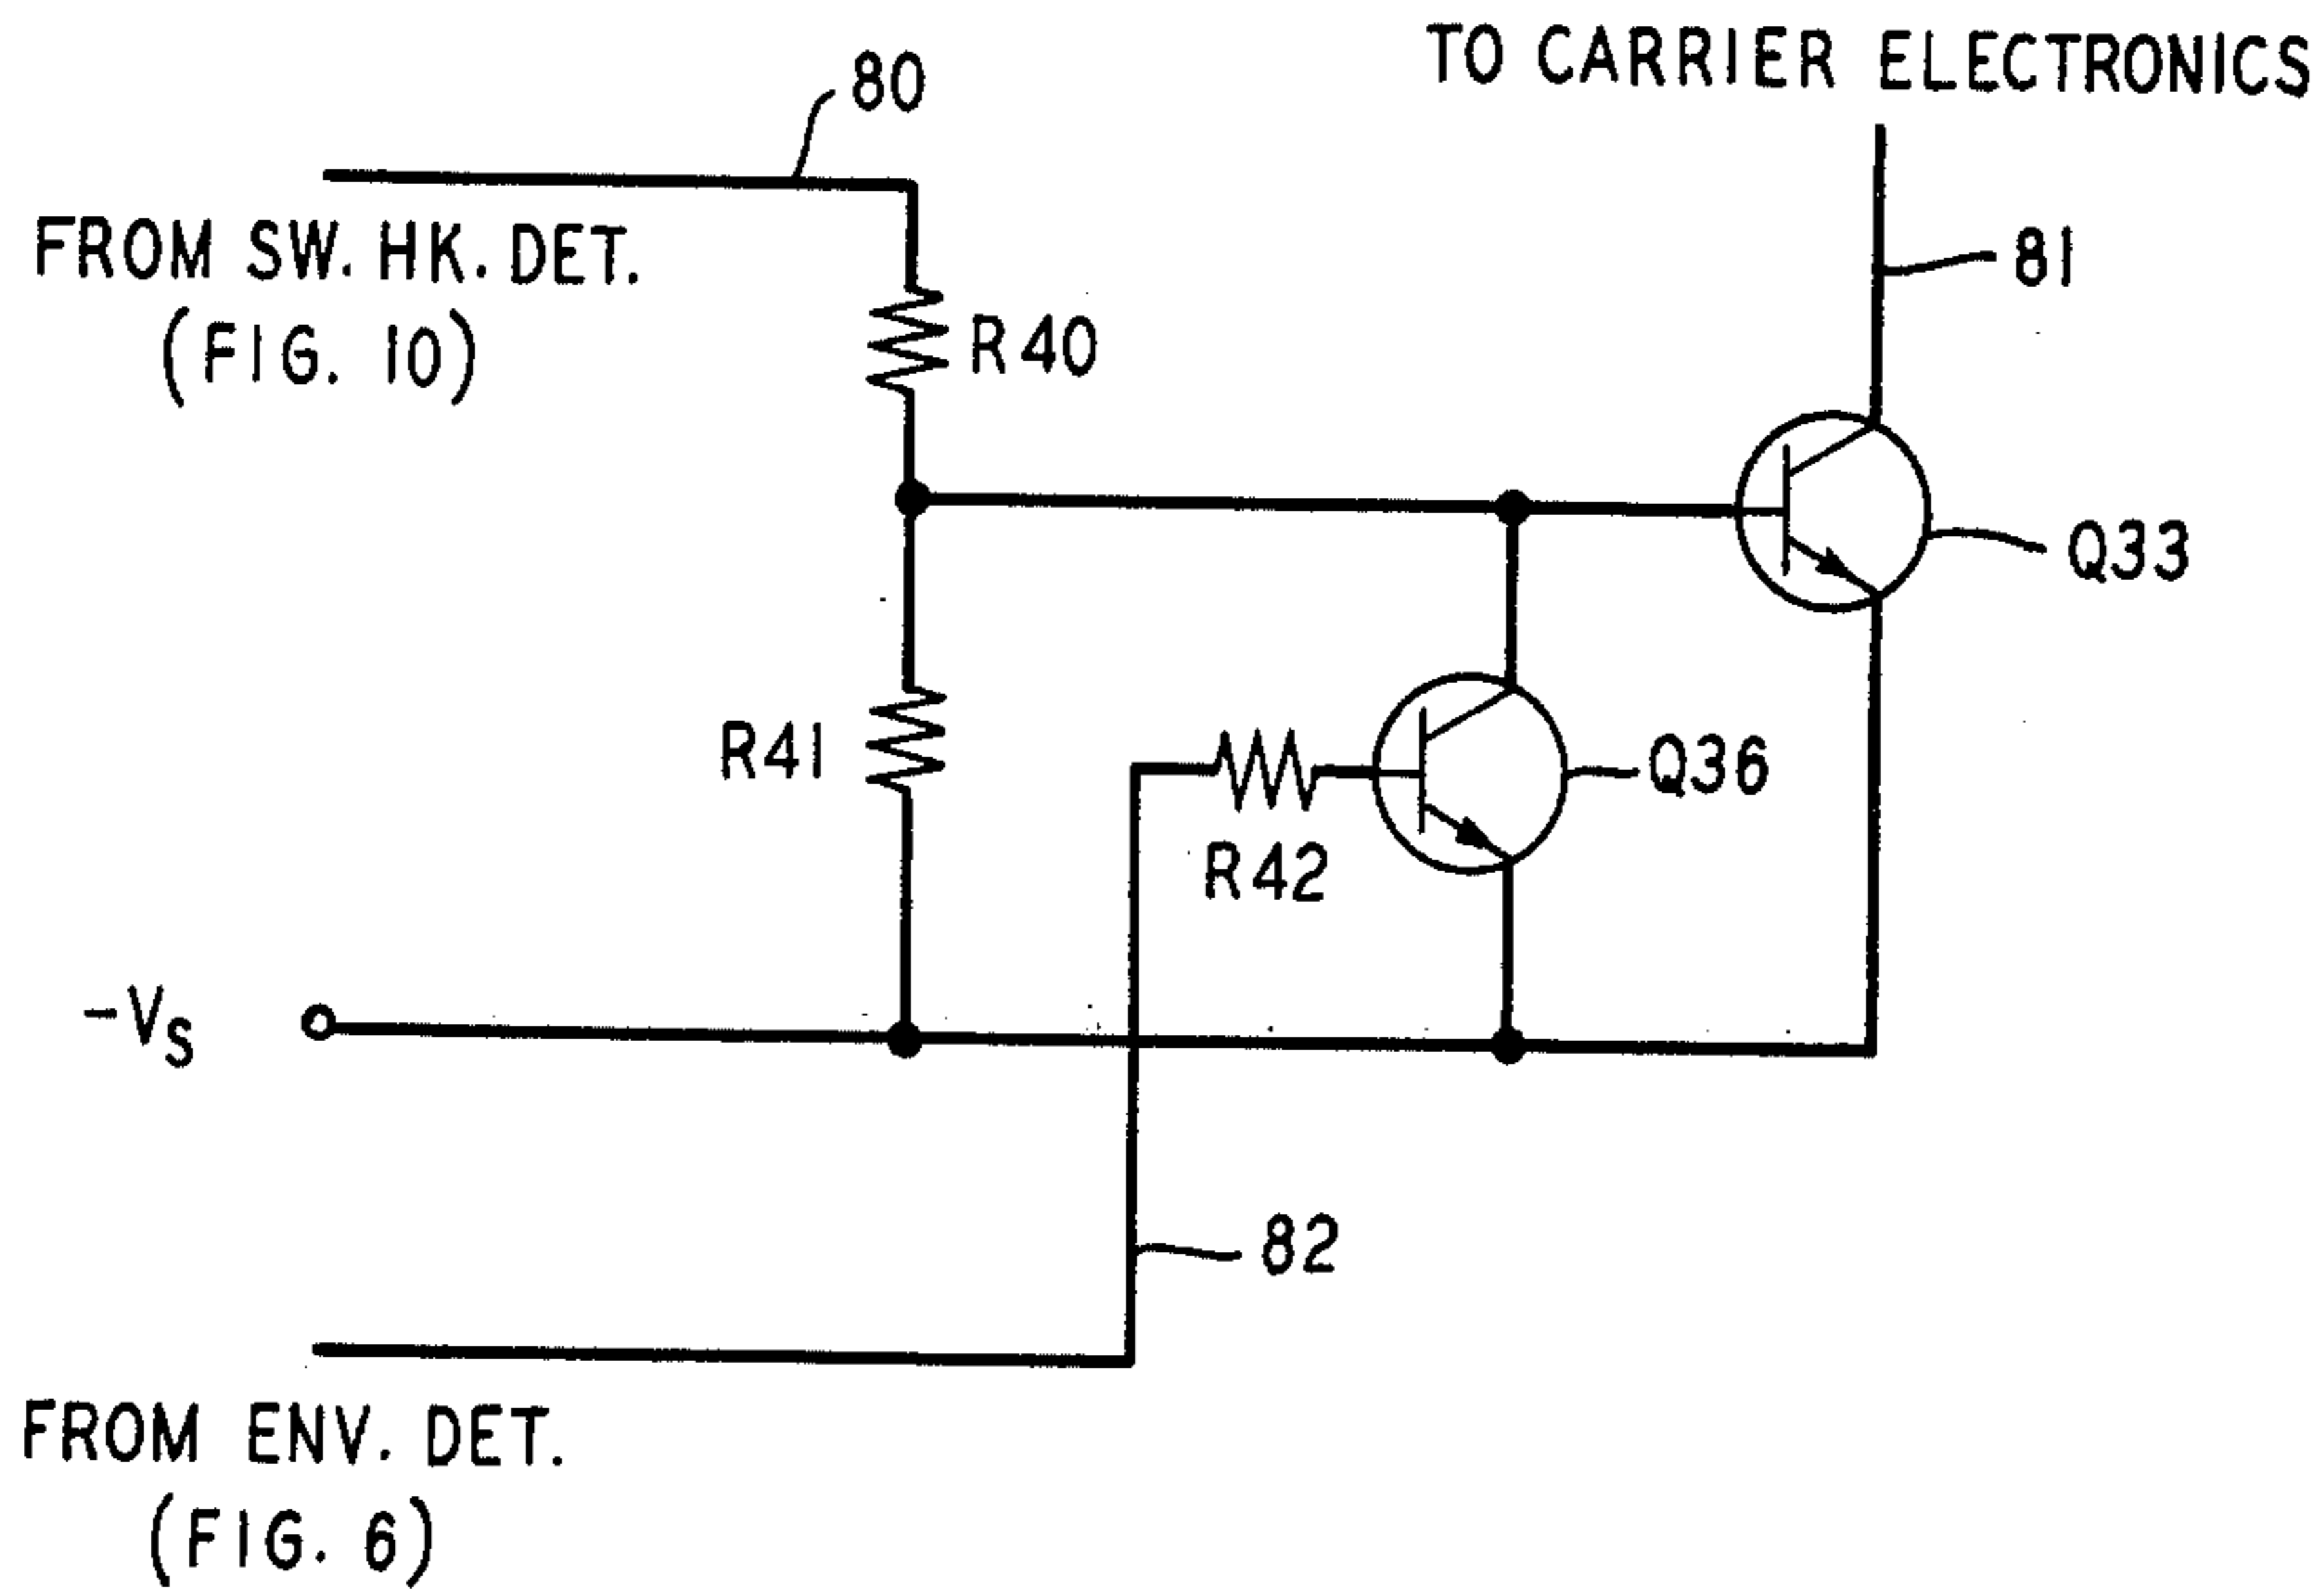 TO CARRIER ELECTRONICS
80
FROM SW. HK. DET.
(FIG. 10)
81
R40
Q33
R41
Q36
R42
-VS
82
FROM ENV. DET.
(FIG. 6)